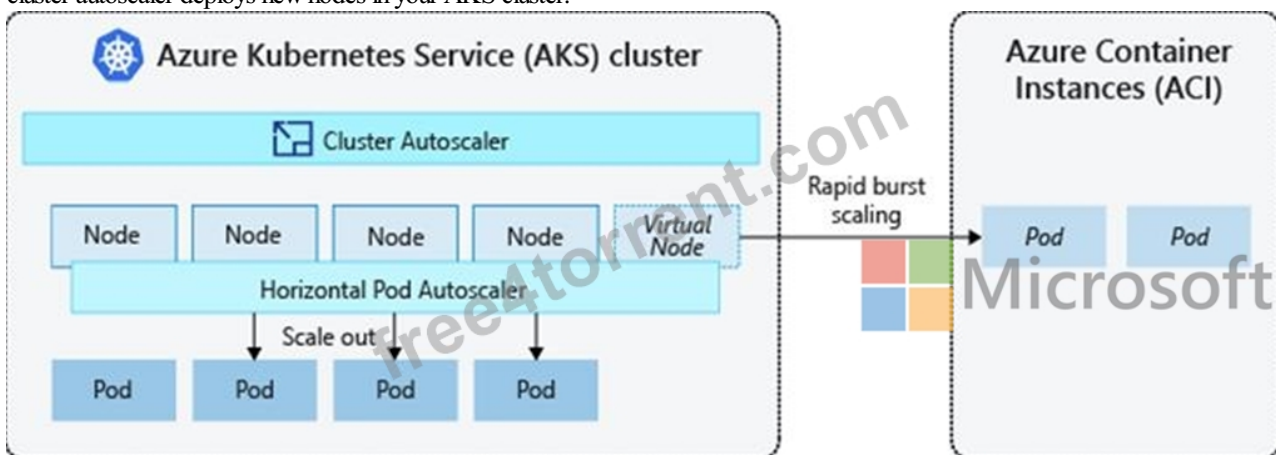 cluster autoscaler deploys new nodes in your AKS cluster.
Azure Kubernetes Service (AKS) cluster
Cluster Autoscaler
Node
Node
Node
Node
Virtual
Node
Horizontal Pod Autoscaler
Scale out
Pod
Pod
Pod
Pod
Rapid burst
scaling
Azure Container
Instances (ACI)
Pod
Pod
Microsoft
free4torrent.com